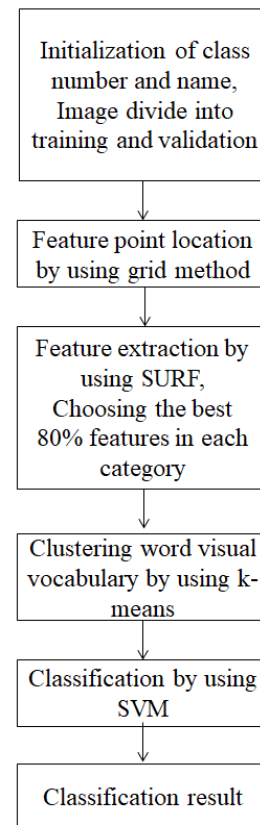 Initialization of class
number and name,
Image divide into
training and validation
Feature point location
by using grid method
Feature extraction by
using SURF,
Choosing the best
80% features in each
category
Clustering word visual
vocabulary by using k-
means
Classification by using
SVM
Classification result